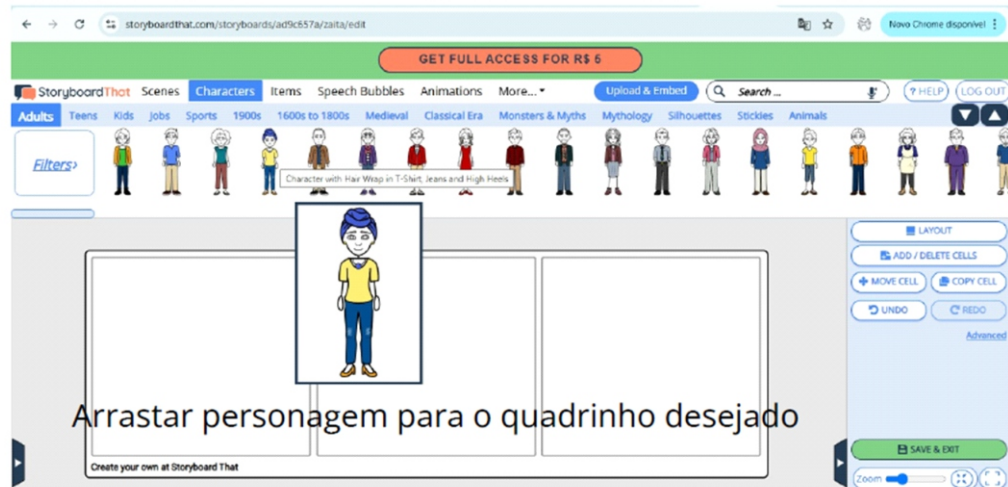 storyboardthat.com/storyboards/ad9c657a/zaita/edit
Novo Chrome disponível
GET FULL ACCESS FOR R$ 6
StoryboardThat Scenes Characters Items Speech Bubbles Animations More... Upload & Embed Search ... ? HELP LOG OUT
Adults Teens Kids Jobs Sports 1900s 1600s to 1800s Medieval Classical Era Monsters & Myths Mythology Silhouettes Stickies Animals
Filters>
Character with Hair Wrap in T-Shirt, Jeans and High Heels
LAYOUT
ADD / DELETE CELLS
MOVE CELL COPY CELL
UNDO REDO
Advanced
Arrastar personagem para o quadrinho desejado
SAVE & EXIT
Create your own at Storyboard That
Zoom